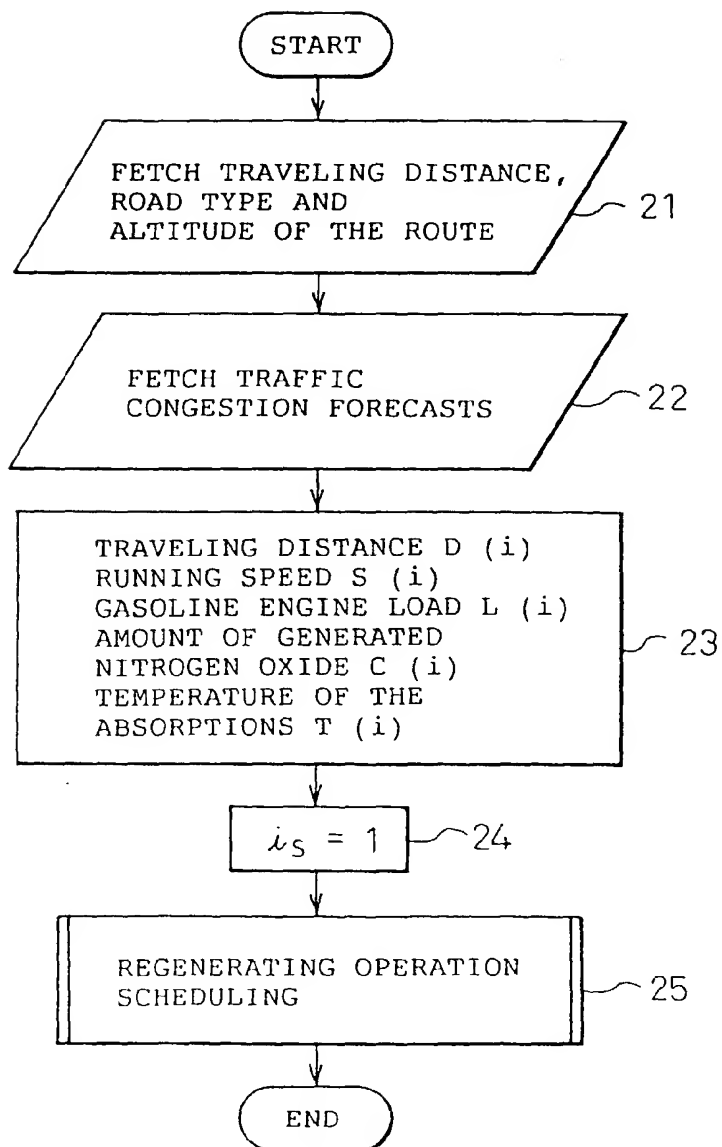 START
FETCH TRAVELING DISTANCE,
ROAD TYPE AND
ALTITUDE OF THE ROUTE
21
FETCH TRAFFIC
CONGESTION FORECASTS
22
TRAVELING DISTANCE D (i)
RUNNING SPEED S (i)
GASOLINE ENGINE LOAD L (i)
AMOUNT OF GENERATED
NITROGEN OXIDE C (i)
TEMPERATURE OF THE
ABSORPTIONS T (i)
23
is = 1
24
REGENERATING OPERATION
SCHEDULING
25
END